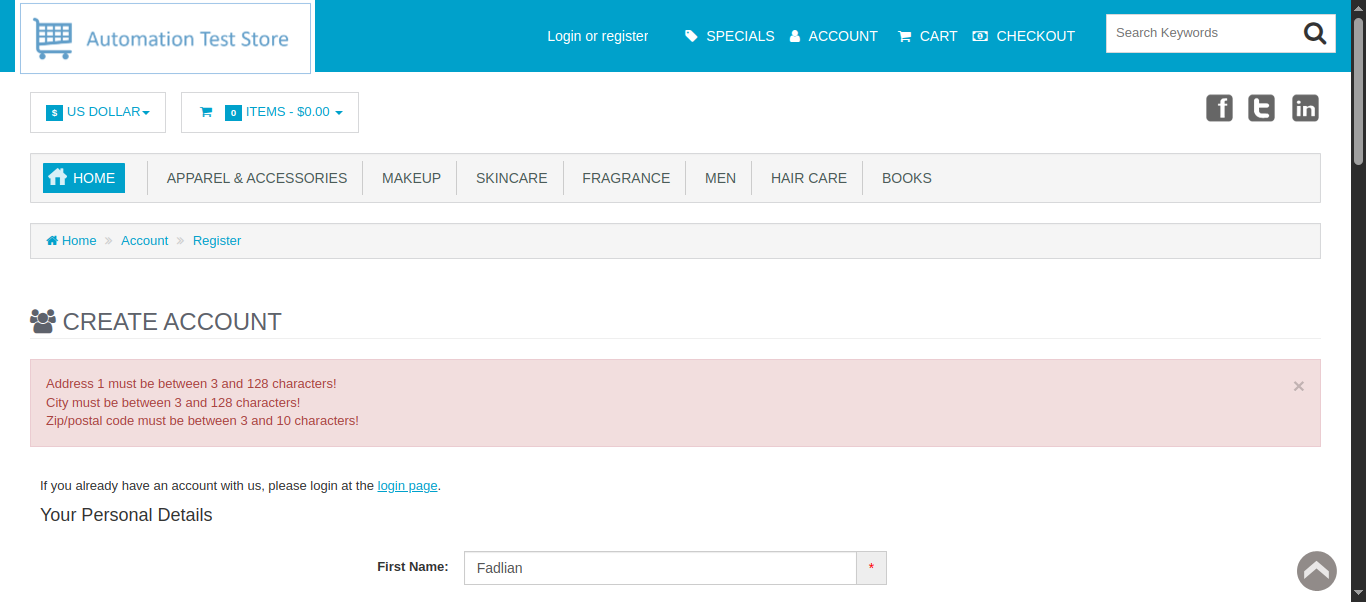 Automation Test Store
Login or register SPECIALS ACCOUNT CART CHECKOUT Search Keywords
$ US DOLLAR 0 ITEMS - $0.00
HOME APPAREL & ACCESSORIES MAKEUP SKINCARE FRAGRANCE MEN HAIR CARE BOOKS
Home » Account » Register
CREATE ACCOUNT
Address 1 must be between 3 and 128 characters! ×
City must be between 3 and 128 characters!
Zip/postal code must be between 3 and 10 characters!
If you already have an account with us, please login at the login page.
Your Personal Details
First Name: Fadlian *